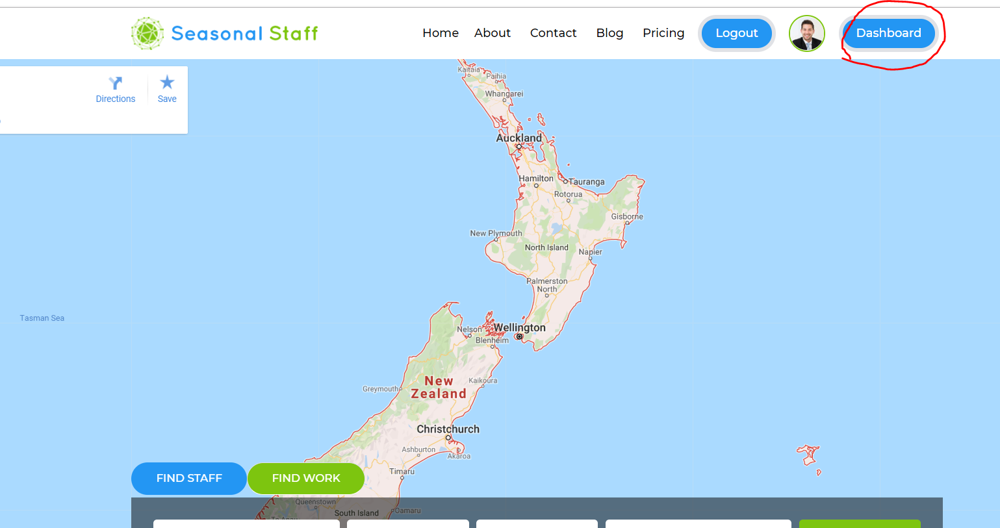 Seasonal Staff
Home About Contact Blog Pricing Logout Dashboard
Directions Save
Kaitaia
Paihia
Whangarei
Auckland
Hamilton
Tauranga
Rotorua
Gisborne
New Plymouth
North Island
Napier
Palmerston
North
Tasman Sea
Wellington
Nelson
Blenheim
New
Zealand
Kaikoura
Greymouth
Christchurch
Ashburton
Akaroa
Timaru
FIND STAFF FIND WORK
Queenstown
Oamaru
South Island